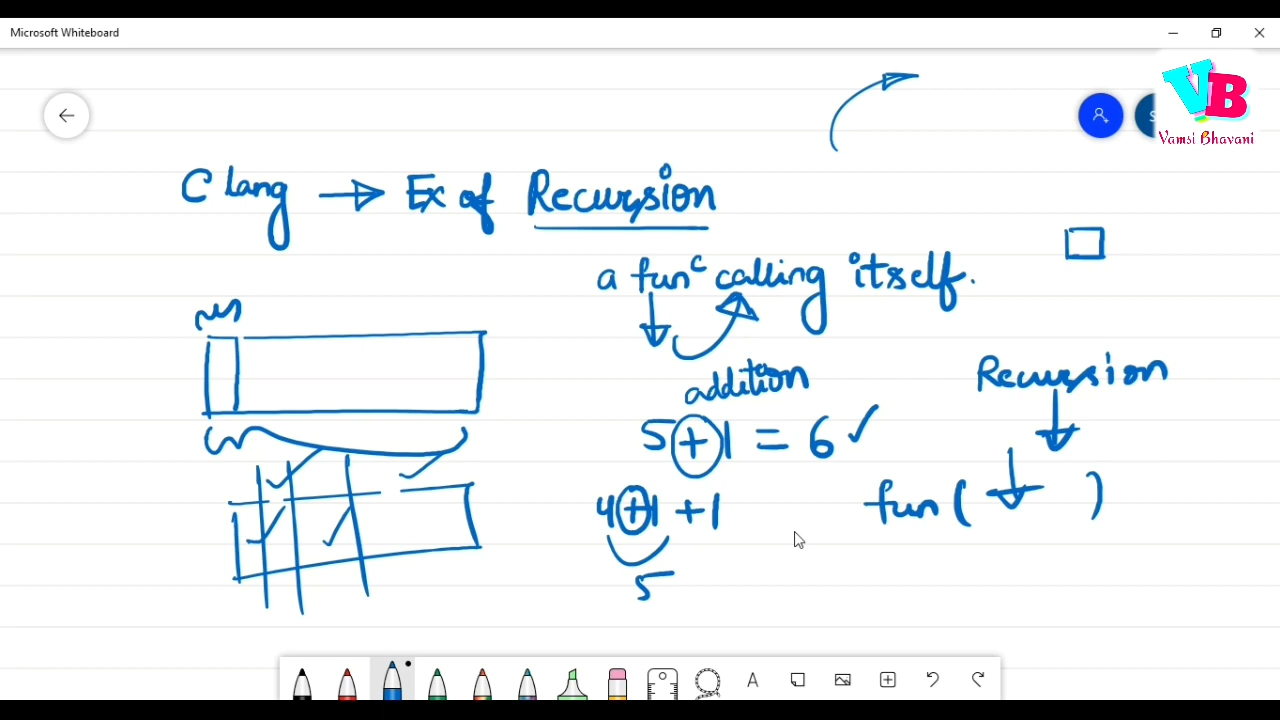 Microsoft Whiteboard
VB
Vamsi Bhavani
C lang → Ex of Recursion
a funᶜ calling itself.
addition
Recursion
5+1 = 6 ✓
4+1 +1
fun( )
5
A